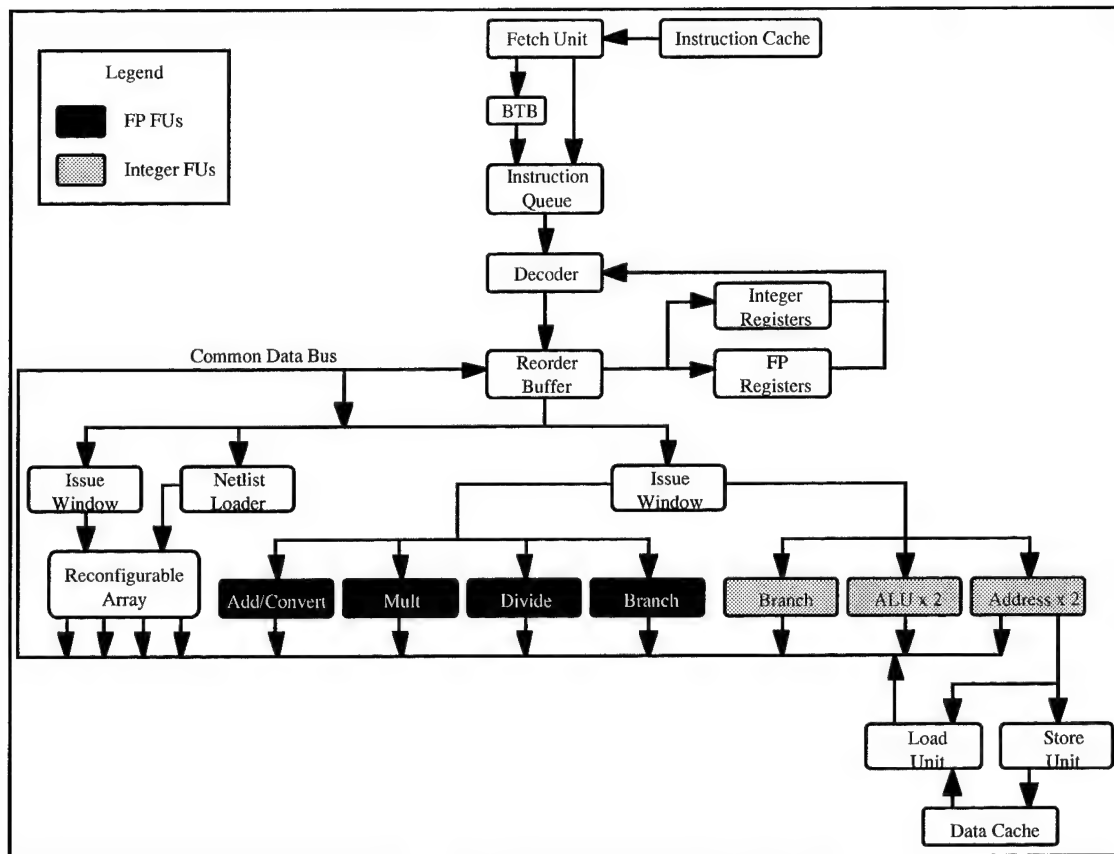 Fetch Unit
Instruction Cache
Legend
FP FUs
Integer FUs
BTB
Instruction
Queue
Decoder
Integer
Registers
Common Data Bus
Reorder
Buffer
FP
Registers
Issue
Window
Netlist
Loader
Issue
Window
Reconfigurable
Array
Add/Convert
Mult
Divide
Branch
Branch
ALU x 2
Address x 2
Load
Unit
Store
Unit
Data Cache